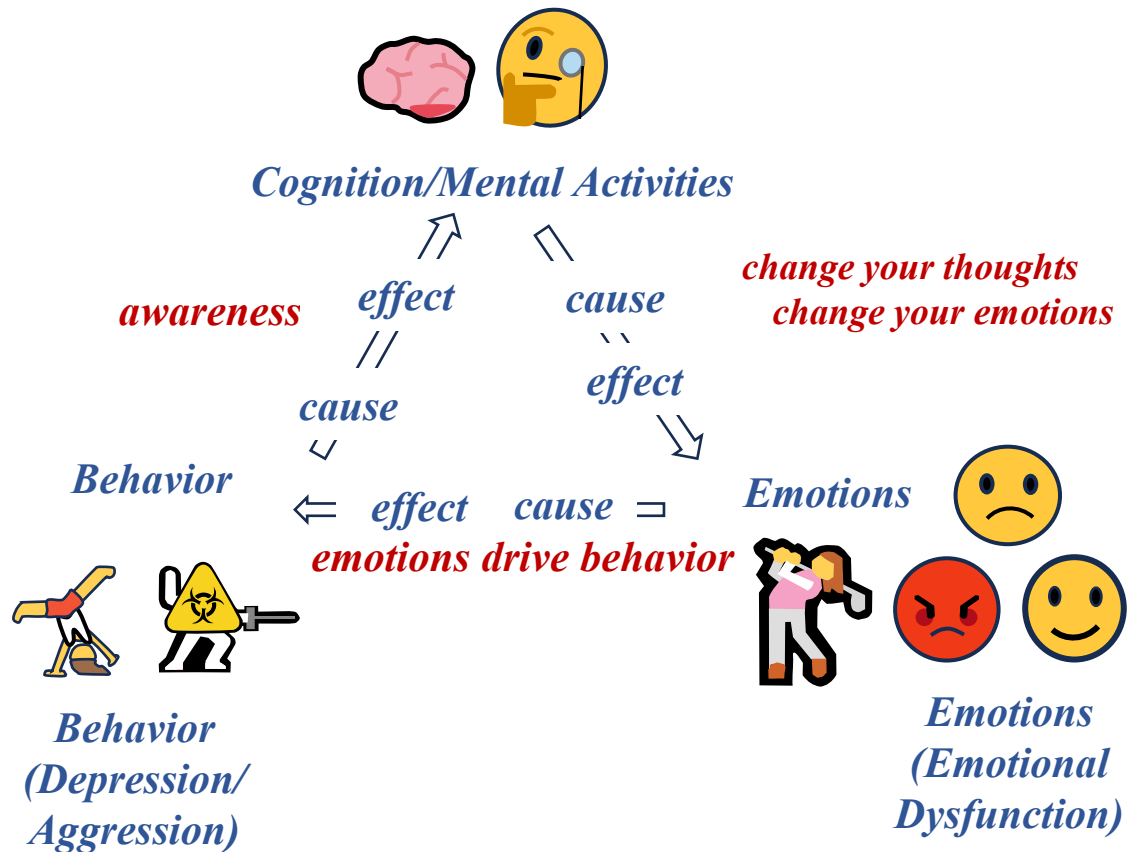 Cognition/Mental Activities
change your thoughts
change your emotions
awareness
effect
cause
effect
cause
Behavior
effect
cause
Emotions
emotions drive behavior
Behavior
(Depression/
Aggression)
Emotions
(Emotional
Dysfunction)